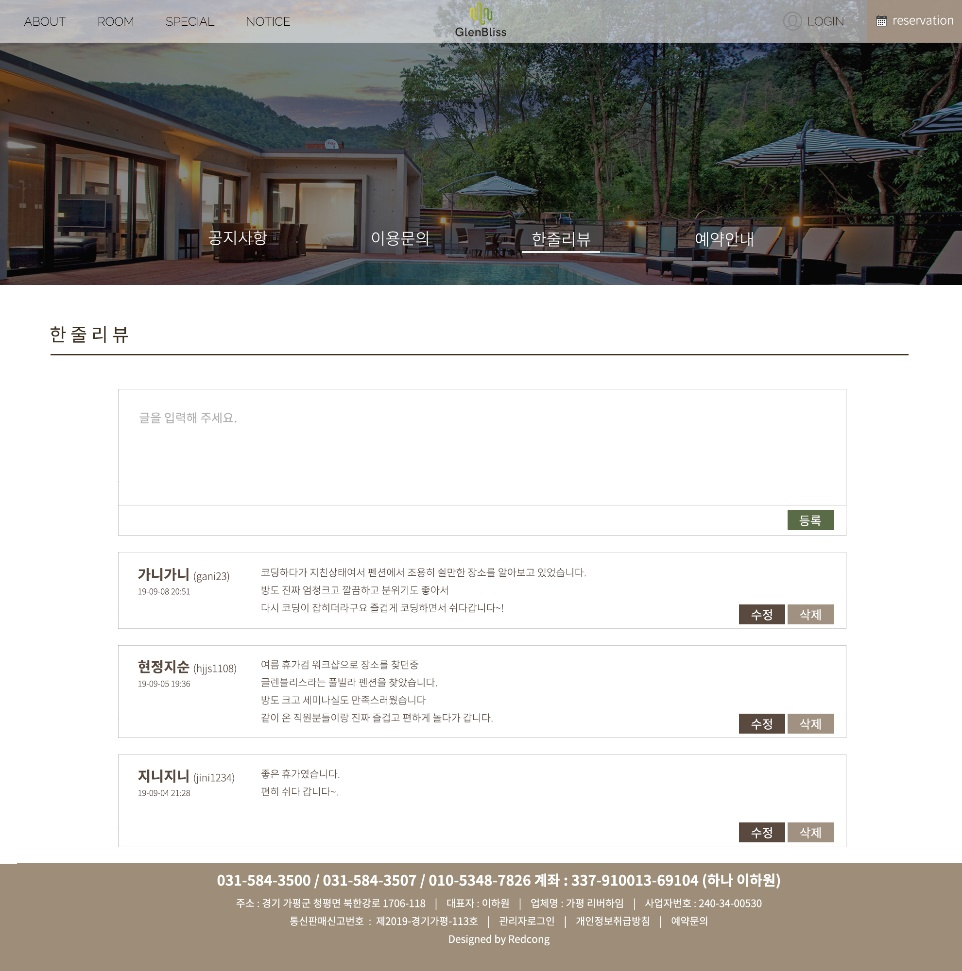 ABOUT ROOM SPECIAL NOTICE
GlenBliss
LOGIN reservation
공지사항 이용문의 한줄리뷰 예약안내
한줄리뷰
글을 입력해 주세요.
등록
가니가니 (gani23)
19-09-08 20:51
코딩하다가 지친상태여서 펜션에서 조용히 쉴만한 장소를 알아보고 있었습니다.
방도 진짜 엄청크고 깔끔하고 분위기도 좋아서
다시 코딩이 잡히더라구요 즐겁게 코딩하면서 쉬다갑니다~!
수정 삭제
현정지순 (hjjs1108)
19-09-05 19:36
여름 휴가겸 워크샵으로 장소를 찾던중
글렌블리스라는 풀빌라 펜션을 찾았습니다.
방도 크고 세미나실도 만족스러웠습니다
같이 온 직원분들이랑 진짜 즐겁고 편하게 놀다가 갑니다.
수정 삭제
지니지니 (jini1234)
19-09-04 21:28
좋은 휴가였습니다.
편히 쉬다 갑니다~.
수정 삭제
031-584-3500 / 031-584-3507 / 010-5348-7826 계좌 : 337-910013-69104 (하나 이하원)
주소 : 경기 가평군 청평면 북한강로 1706-118 | 대표자 : 이하원 | 업체명 : 가평 리버하임 | 사업자번호 : 240-34-00530
통신판매신고번호 : 제2019-경기가평-113호 | 관리자로그인 | 개인정보취급방침 | 예약문의
Designed by Redcong